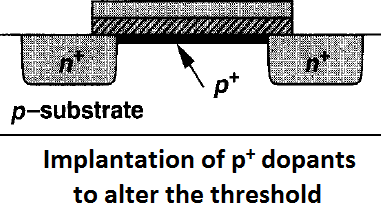 n+ n+
p+
p–substrate
Implantation of p+ dopants
to alter the threshold